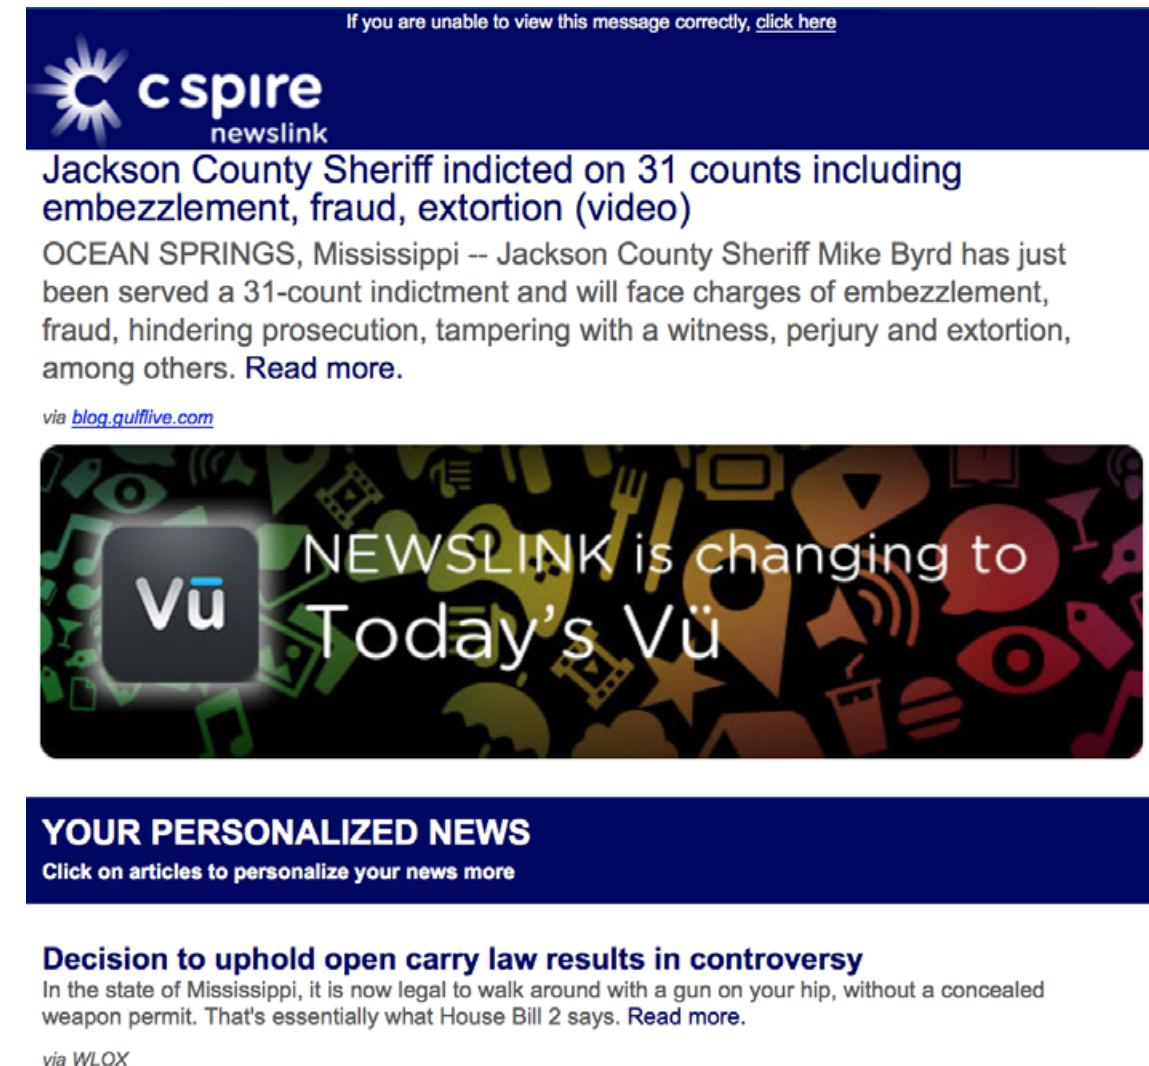 If you are unable to view this message correctly, click here
c spire
newslink
Jackson County Sheriff indicted on 31 counts including
embezzlement, fraud, extortion (video)
OCEAN SPRINGS, Mississippi -- Jackson County Sheriff Mike Byrd has just
been served a 31-count indictment and will face charges of embezzlement,
fraud, hindering prosecution, tampering with a witness, perjury and extortion,
among others. Read more.
via blog.gulflive.com
Vū
NEWSLINK is changing to
Today's Vü
YOUR PERSONALIZED NEWS
Click on articles to personalize your news more
Decision to uphold open carry law results in controversy
In the state of Mississippi, it is now legal to walk around with a gun on your hip, without a concealed
weapon permit. That's essentially what House Bill 2 says. Read more.
via WLOX